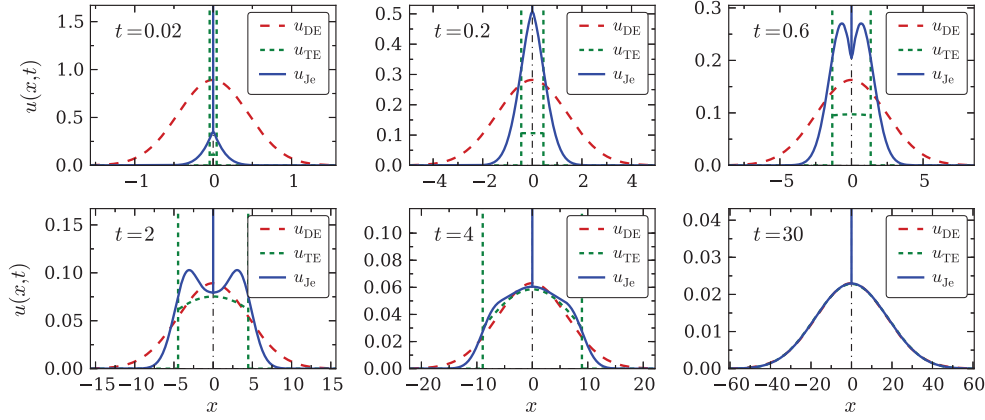 u(x,t)
t=0.02
u_DE
u_TE
u_Je
1.5
1.0
0.5
0.0
−1 0 1
t=0.2
u_DE
u_TE
u_Je
0.5
0.4
0.3
0.2
0.1
0.0
−4 −2 0 2 4
t=0.6
u_DE
u_TE
u_Je
0.3
0.2
0.1
0.0
−5 0 5
u(x,t)
t=2
u_DE
u_TE
u_Je
0.15
0.10
0.05
0.00
−15 −10 −5 0 5 10 15
x
t=4
u_DE
u_TE
u_Je
0.10
0.08
0.06
0.04
0.02
0.00
−20 −10 0 10 20
x
t=30
u_DE
u_TE
u_Je
0.04
0.03
0.02
0.01
0.00
−60 −40 −20 0 20 40 60
x